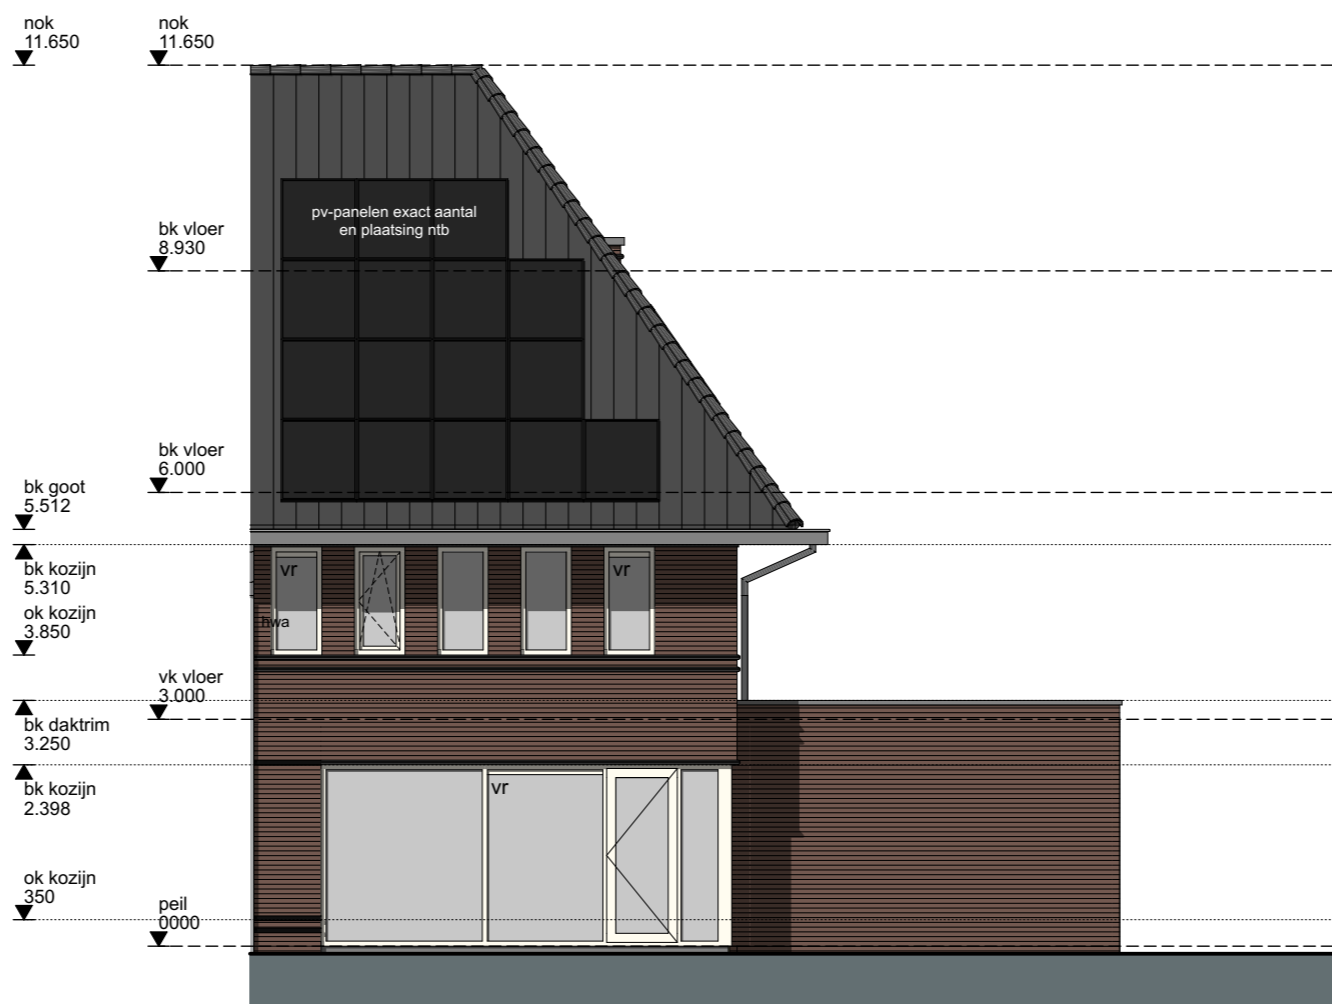 nok
11.650
nok
11.650
pv-panelen exact aantal
en plaatsing ntb
bk vloer
8.930
bk vloer
6.000
bk goot
5.512
bk kozijn
5.310
ok kozijn
3.850
vr
vr
hwa
vk vloer
3.000
bk daktrim
3.250
bk kozijn
2.398
vr
ok kozijn
350
peil
0000